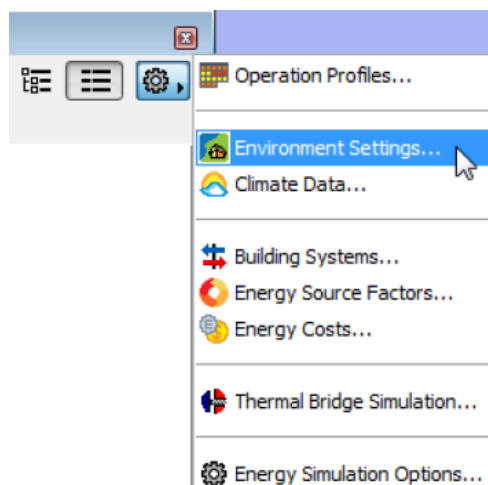 Operation Profiles...
Environment Settings...
Climate Data...
Building Systems...
Energy Source Factors...
Energy Costs...
Thermal Bridge Simulation...
Energy Simulation Options...